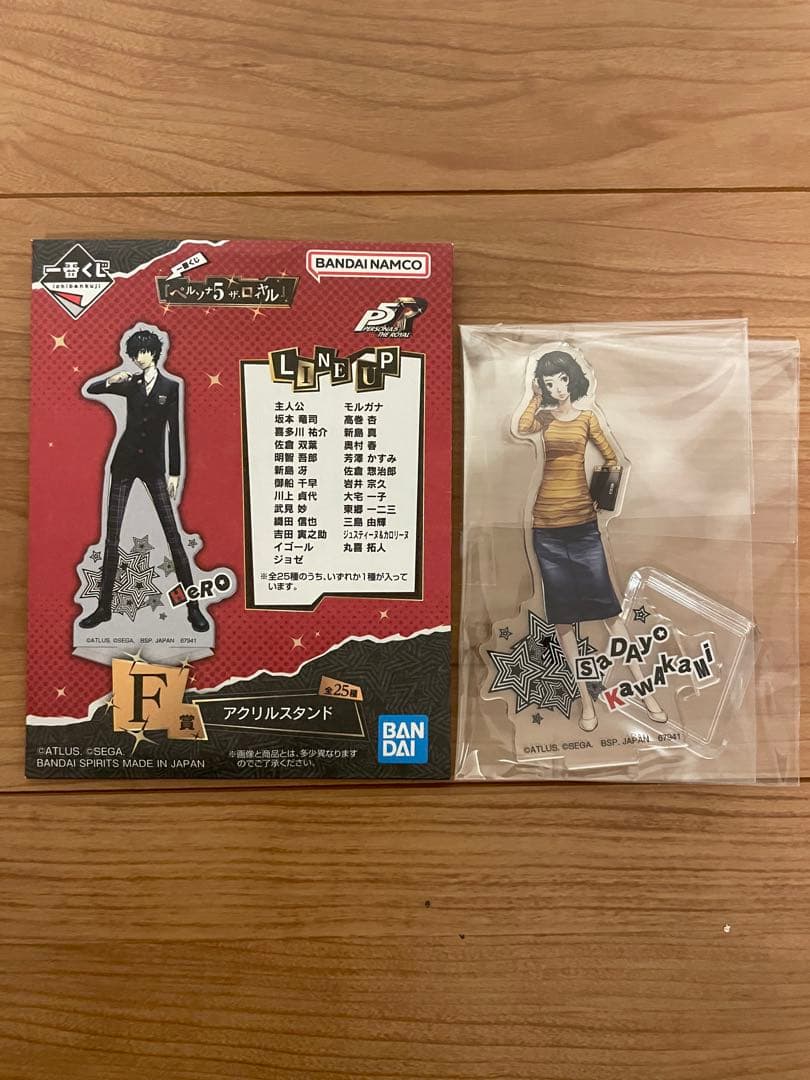 一番くじ
ichibankuji
一番くじ
「ペルソナ5 ザ・ロイヤル」
BANDAI NAMCO
P5R
PERSONA5
THE ROYAL
LINE UP
主人公 モルガナ
坂本 竜司 高巻 杏
喜多川 祐介 新島 真
佐倉 双葉 奥村 春
明智 吾郎 芳澤 かすみ
新島 冴 佐倉 惣治郎
御船 千早 岩井 宗久
川上 貞代 大宅 一子
武見 妙 東郷 一二三
織田 信也 三島 由輝
吉田 寅之助 ジュスティーヌ&カロリーヌ
イゴール 丸喜 拓人
ジョゼ
※全25種のうち、いずれか1種が入って
います。
HeRO
©ATLUS. ©SEGA. BSP. JAPAN 67941
F賞
全25種
アクリルスタンド
BAN
DAI
©ATLUS. ©SEGA.
BANDAI SPIRITS MADE IN JAPAN
※画像と商品とは、多少異なります
のでご了承ください。
SaDAyo
KaWAKaMi
©ATLUS. ©SEGA. BSP. JAPAN 67941